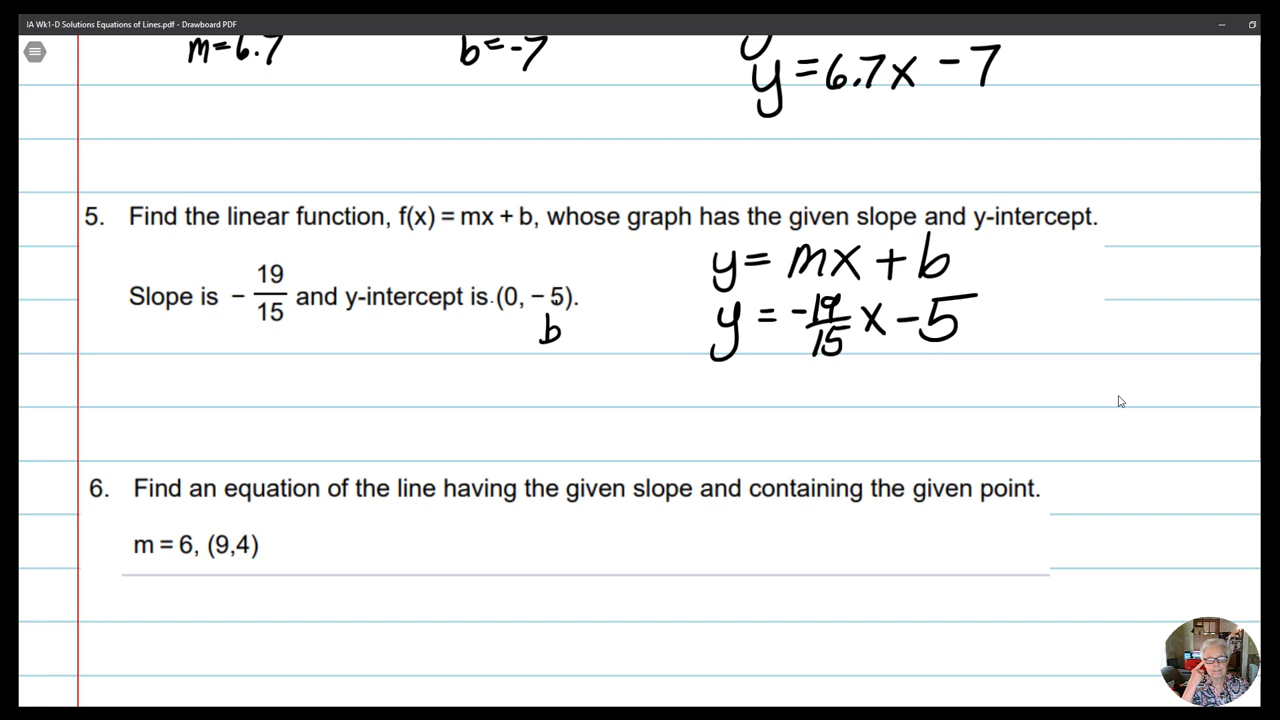 IA Wk1-D Solutions Equations of Lines.pdf - Drawboard PDF
m=6.7 b=-7
y=6.7x-7
5. Find the linear function, f(x) = mx + b, whose graph has the given slope and y-intercept.
y = mx + b
Slope is - 19/15 and y-intercept is (0, - 5).
b
y = -19/15 x - 5
6. Find an equation of the line having the given slope and containing the given point.
m = 6, (9,4)